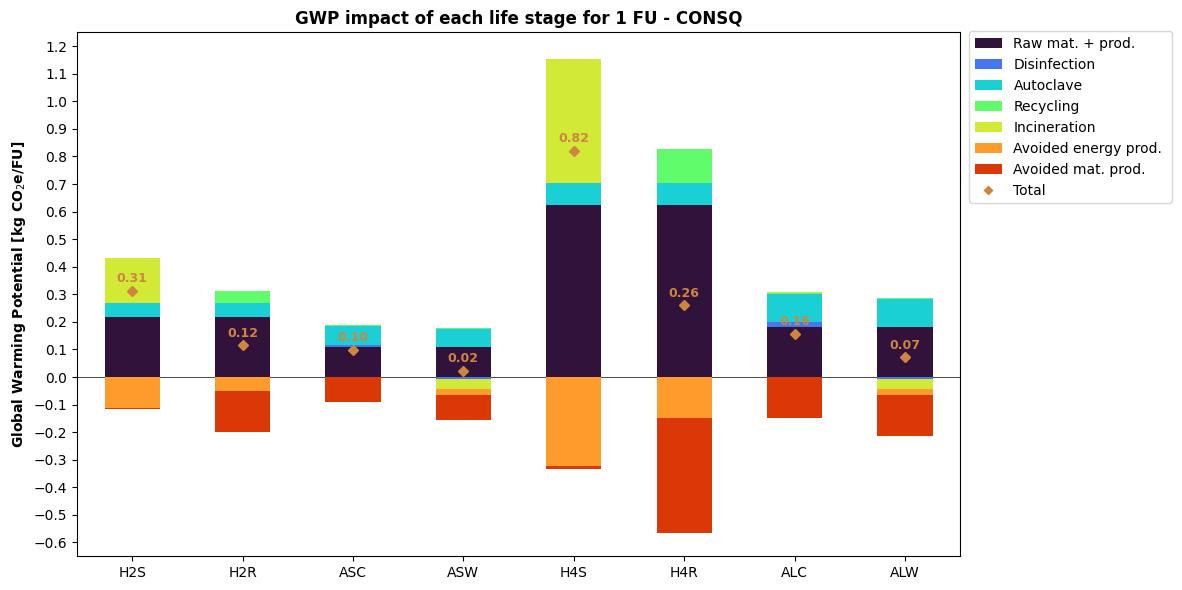 GWP impact of each life stage for 1 FU - CONSQ
Global Warming Potential [kg CO₂e/FU]
1.2
1.1
1.0
0.9
0.8
0.7
0.6
0.5
0.4
0.3
0.2
0.1
0.0
−0.1
−0.2
−0.3
−0.4
−0.5
−0.6
0.31
0.12
0.10
0.02
0.82
0.26
0.16
0.07
H2S
H2R
ASC
ASW
H4S
H4R
ALC
ALW
Raw mat. + prod.
Disinfection
Autoclave
Recycling
Incineration
Avoided energy prod.
Avoided mat. prod.
Total